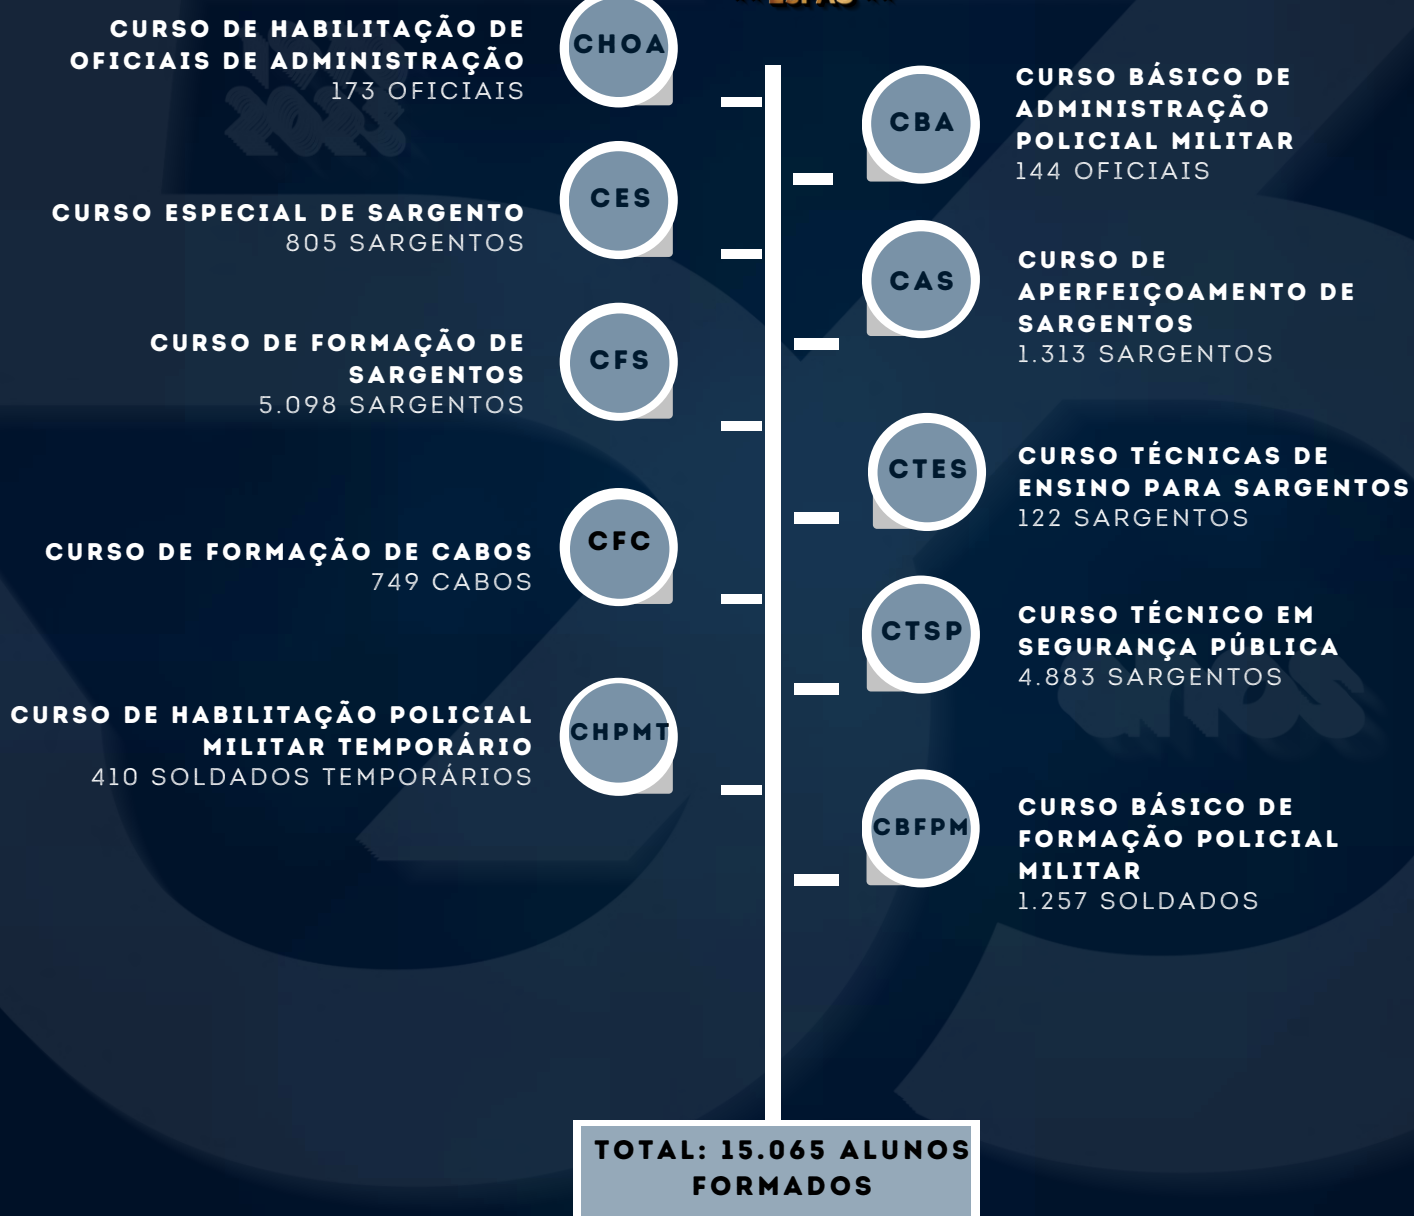 CURSO DE HABILITAÇÃO DE
OFICIAIS DE ADMINISTRAÇÃO
173 OFICIAIS
CHOA
CBA
CURSO BÁSICO DE
ADMINISTRAÇÃO
POLICIAL MILITAR
144 OFICIAIS
CURSO ESPECIAL DE SARGENTO
805 SARGENTOS
CES
CAS
CURSO DE
APERFEIÇOAMENTO DE
SARGENTOS
1.313 SARGENTOS
CURSO DE FORMAÇÃO DE
SARGENTOS
5.098 SARGENTOS
CFS
CTES
CURSO TÉCNICAS DE
ENSINO PARA SARGENTOS
122 SARGENTOS
CURSO DE FORMAÇÃO DE CABOS
749 CABOS
CFC
CTSP
CURSO TÉCNICO EM
SEGURANÇA PÚBLICA
4.883 SARGENTOS
anos
CURSO DE HABILITAÇÃO POLICIAL
MILITAR TEMPORÁRIO
410 SOLDADOS TEMPORÁRIOS
CHPMT
CBFPM
CURSO BÁSICO DE
FORMAÇÃO POLICIAL
MILITAR
1.257 SOLDADOS
TOTAL: 15.065 ALUNOS
FORMADOS